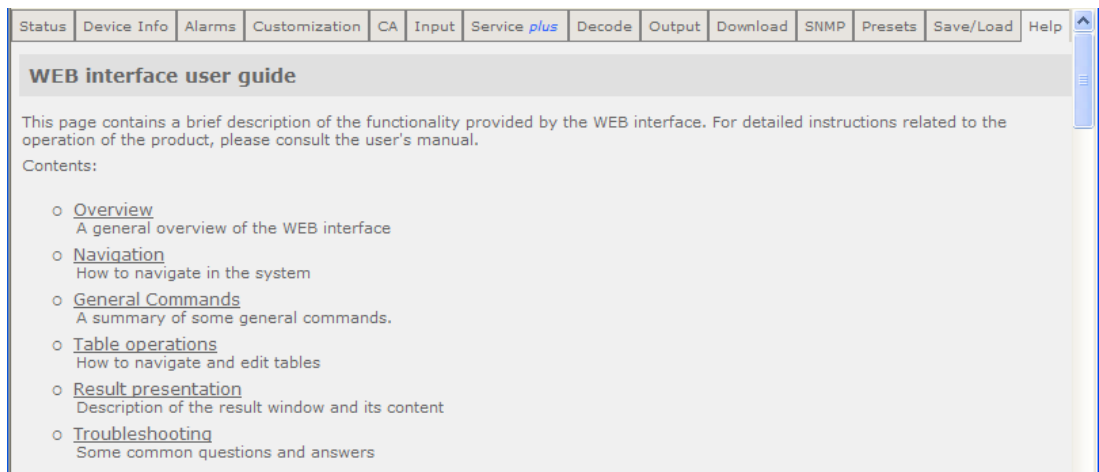 Status Device Info Alarms Customization CA Input Service plus Decode Output Download SNMP Presets Save/Load Help
WEB interface user guide
This page contains a brief description of the functionality provided by the WEB interface. For detailed instructions related to the
operation of the product, please consult the user's manual.
Contents:
Overview
A general overview of the WEB interface
Navigation
How to navigate in the system
General Commands
A summary of some general commands.
Table operations
How to navigate and edit tables
Result presentation
Description of the result window and its content
Troubleshooting
Some common questions and answers